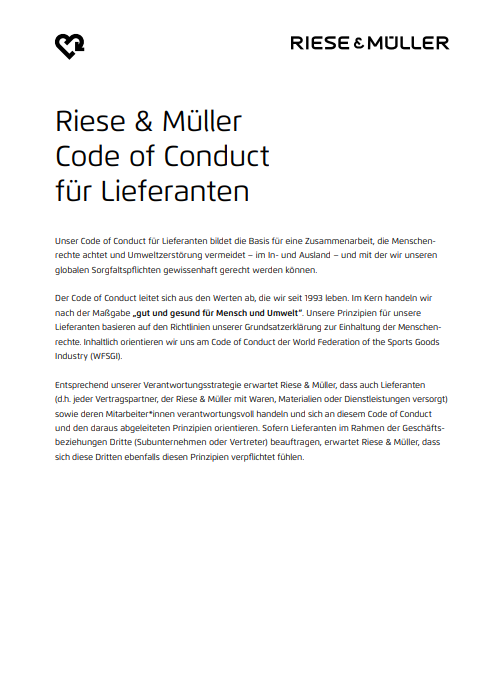 RIESE & MÜLLER
Riese & Müller
Code of Conduct
für Lieferanten
Unser Code of Conduct für Lieferanten bildet die Basis für eine Zusammenarbeit, die Menschen-
rechte achtet und Umweltzerstörung vermeidet – im In- und Ausland – und mit der wir unseren
globalen Sorgfaltspflichten gewissenhaft gerecht werden können.
Der Code of Conduct leitet sich aus den Werten ab, die wir seit 1993 leben. Im Kern handeln wir
nach der Maßgabe „gut und gesund für Mensch und Umwelt“. Unsere Prinzipien für unsere
Lieferanten basieren auf den Richtlinien unserer Grundsatzerklärung zur Einhaltung der Menschen-
rechte. Inhaltlich orientieren wir uns am Code of Conduct der World Federation of the Sports Goods
Industry (WFSGI).
Entsprechend unserer Verantwortungsstrategie erwartet Riese & Müller, dass auch Lieferanten
(d.h. jeder Vertragspartner, der Riese & Müller mit Waren, Materialien oder Dienstleistungen versorgt)
sowie deren Mitarbeiter*innen verantwortungsvoll handeln und sich an diesem Code of Conduct
und den daraus abgeleiteten Prinzipien orientieren. Sofern Lieferanten im Rahmen der Geschäfts-
beziehungen Dritte (Subunternehmen oder Vertreter) beauftragen, erwartet Riese & Müller, dass
sich diese Dritten ebenfalls diesen Prinzipien verpflichtet fühlen.